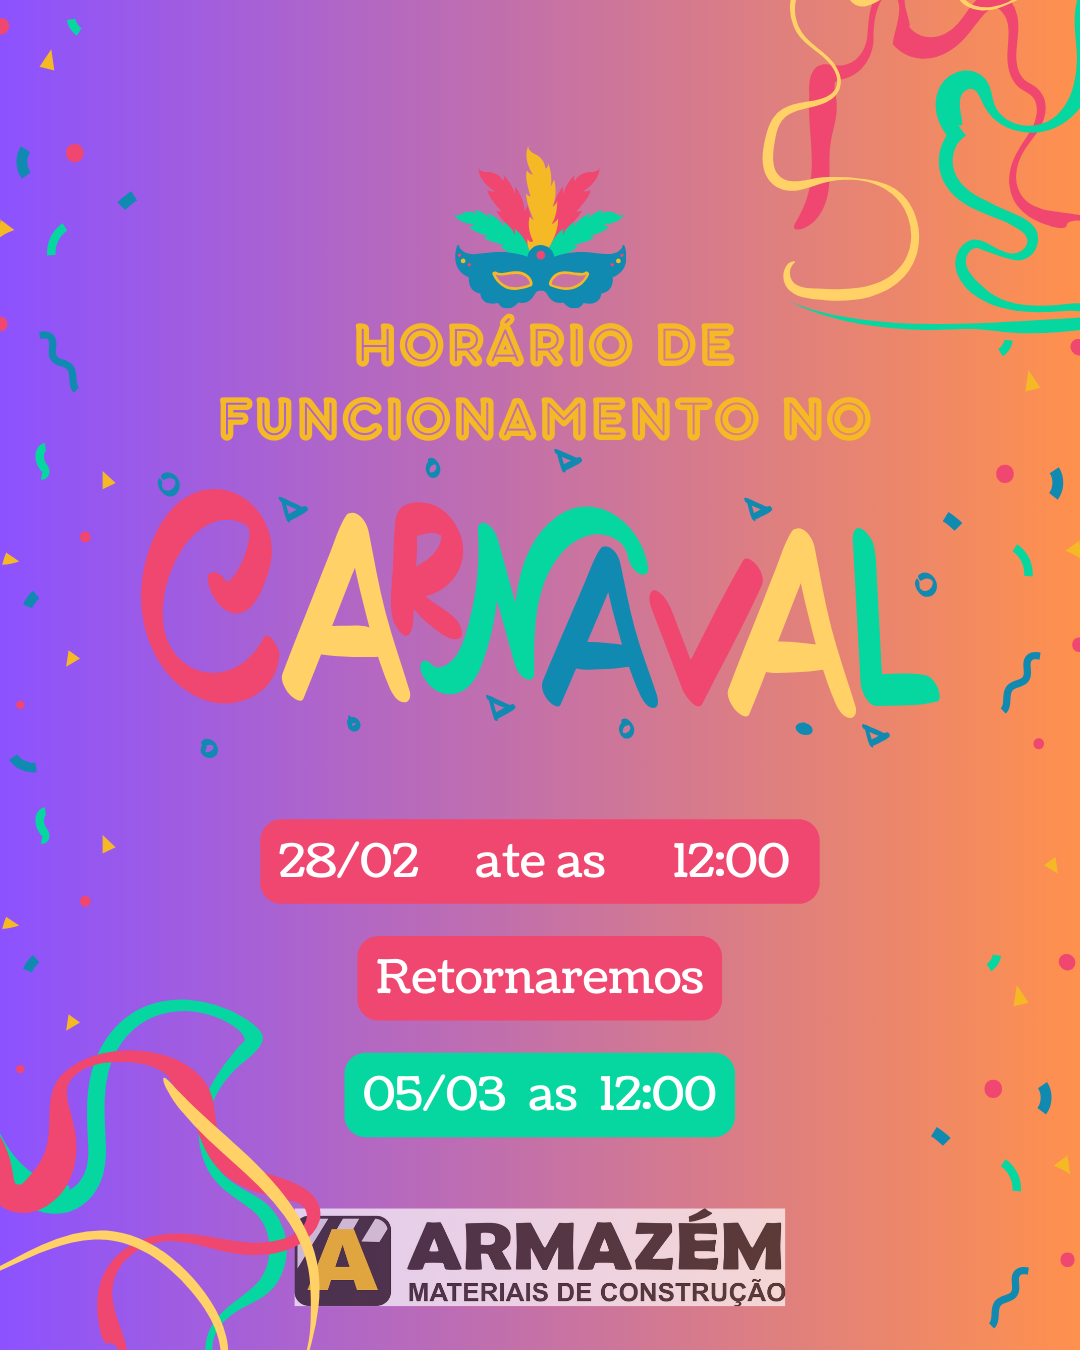 HORÁRIO DE
FUNCIONAMENTO NO
CARNAVAL
28/02 ate as 12:00
Retornaremos
05/03 as 12:00
A ARMAZÉM
MATERIAIS DE CONSTRUÇÃO